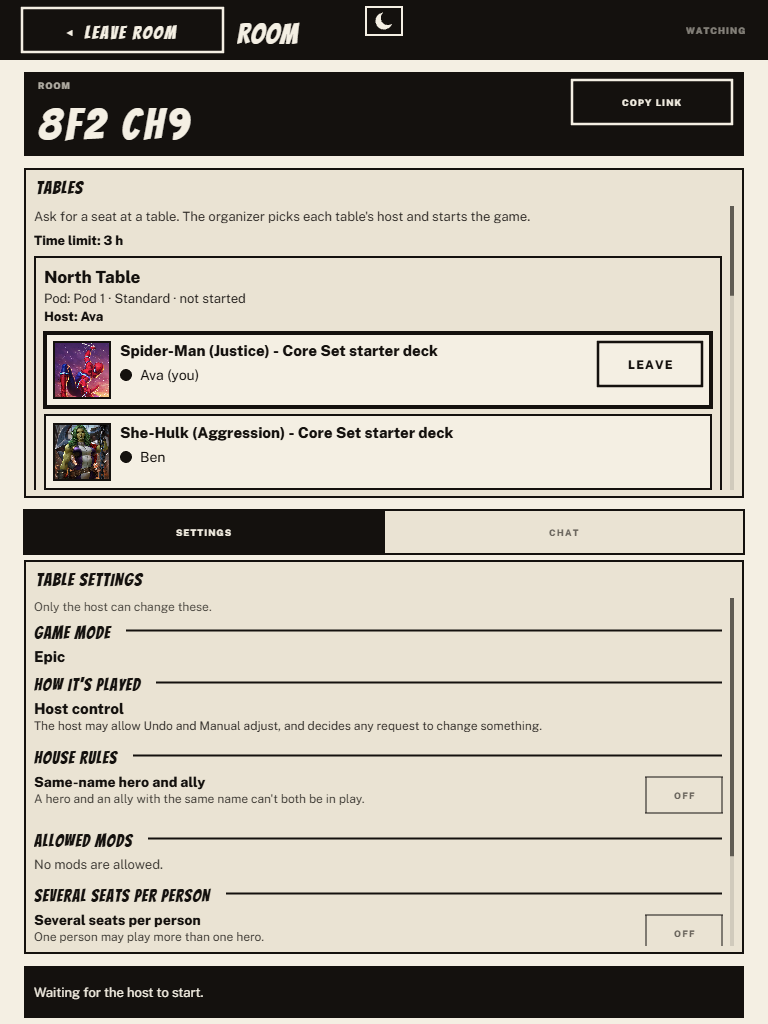 ◂ LEAVE ROOM
ROOM
WATCHING
ROOM
8F2 CH9
COPY LINK
TABLES
Ask for a seat at a table. The organizer picks each table's host and starts the game.
Time limit: 3 h
North Table
Pod: Pod 1 · Standard · not started
Host: Ava
Spider-Man (Justice) - Core Set starter deck
Ava (you)
LEAVE
She-Hulk (Aggression) - Core Set starter deck
Ben
SETTINGS
CHAT
TABLE SETTINGS
Only the host can change these.
GAME MODE
Epic
HOW IT'S PLAYED
Host control
The host may allow Undo and Manual adjust, and decides any request to change something.
HOUSE RULES
Same-name hero and ally
A hero and an ally with the same name can't both be in play.
OFF
ALLOWED MODS
No mods are allowed.
SEVERAL SEATS PER PERSON
Several seats per person
One person may play more than one hero.
OFF
Waiting for the host to start.